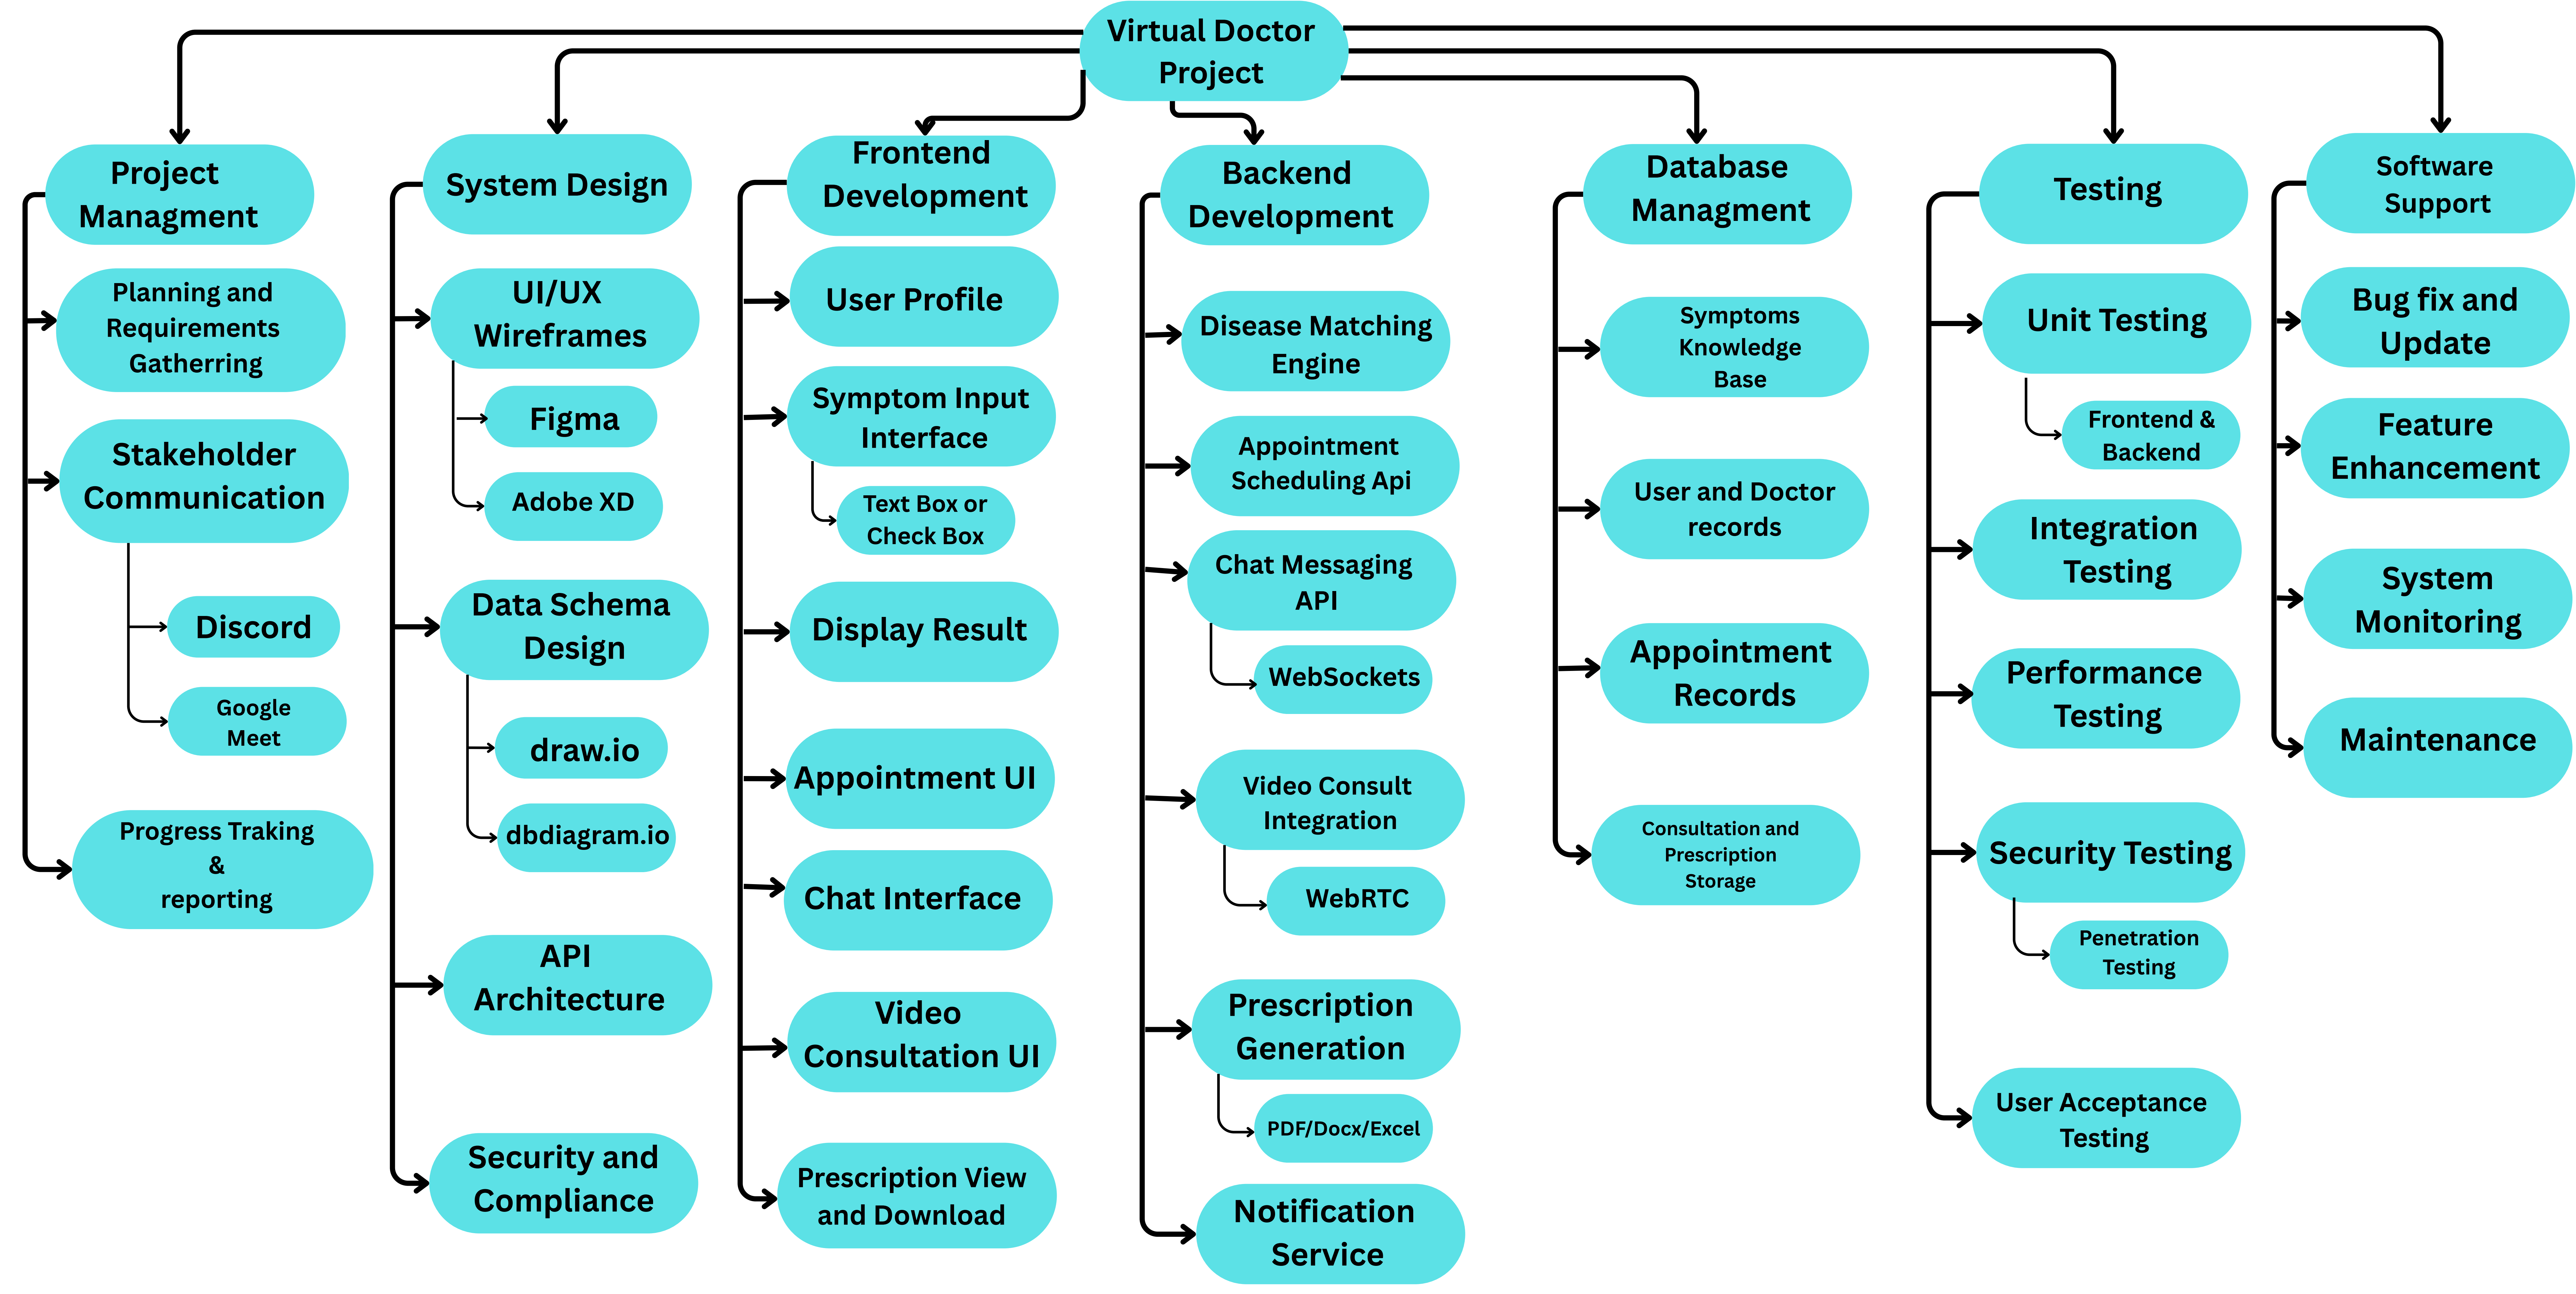 Virtual Doctor
Project
Project
Managment
Planning and
Requirements
Gatherring
Stakeholder
Communication
Discord
Google
Meet
Progress Traking
&
reporting
System Design
UI/UX
Wireframes
Figma
Adobe XD
Data Schema
Design
draw.io
dbdiagram.io
API
Architecture
Security and
Compliance
Frontend
Development
User Profile
Symptom Input
Interface
Text Box or
Check Box
Display Result
Appointment UI
Chat Interface
Video
Consultation UI
Prescription View
and Download
Backend
Development
Disease Matching
Engine
Appointment
Scheduling Api
Chat Messaging
API
WebSockets
Video Consult
Integration
WebRTC
Prescription
Generation
PDF/Docx/Excel
Notification
Service
Database
Managment
Symptoms
Knowledge
Base
User and Doctor
records
Appointment
Records
Consultation and
Prescription
Storage
Testing
Unit Testing
Frontend &
Backend
Integration
Testing
Performance
Testing
Security Testing
Penetration
Testing
User Acceptance
Testing
Software
Support
Bug fix and
Update
Feature
Enhancement
System
Monitoring
Maintenance